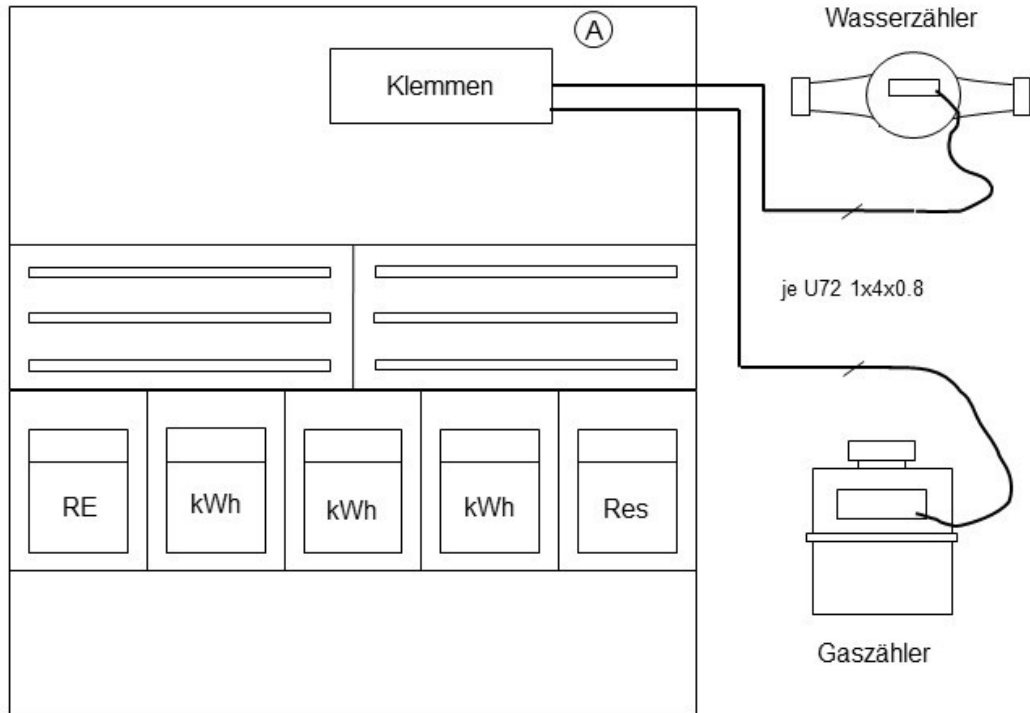 A
Wasserzähler
Klemmen
je U72 1x4x0.8
RE
kWh
kWh
kWh
Res
Gaszähler